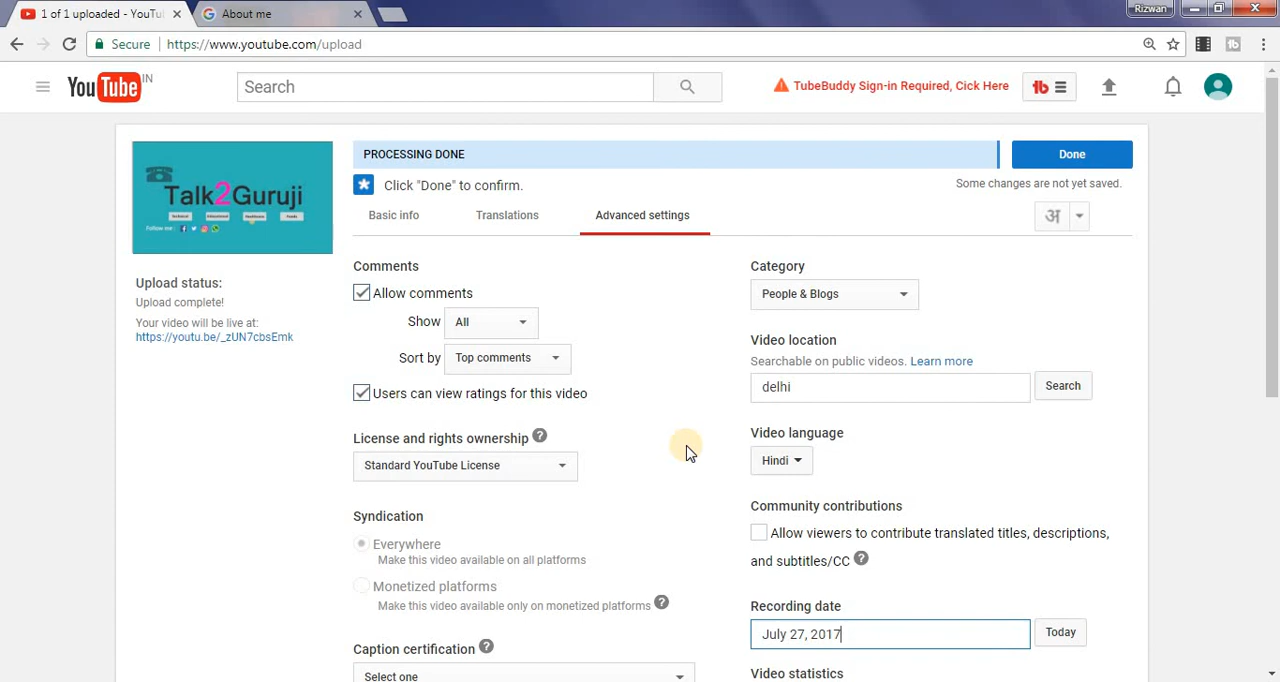 1 of 1 uploaded - YouTu
About me
Rizwan
Secure
https://www.youtube.com/upload
YouTube IN
Search
TubeBuddy Sign-in Required, Cick Here
tb
PROCESSING DONE
Done
Click "Done" to confirm.
Some changes are not yet saved.
Basic info
Translations
Advanced settings
अ
Talk2Guruji
Follow me :
Upload status:
Upload complete!
Your video will be live at:
https://youtu.be/_zUN7cbsEmk
Comments
Allow comments
Show
All
Sort by
Top comments
Users can view ratings for this video
License and rights ownership ?
Standard YouTube License
Syndication
Everywhere
Make this video available on all platforms
Monetized platforms
Make this video available only on monetized platforms ?
Caption certification ?
Select one
Category
People & Blogs
Video location
Searchable on public videos. Learn more
delhi
Search
Video language
Hindi
Community contributions
Allow viewers to contribute translated titles, descriptions,
and subtitles/CC ?
Recording date
July 27, 2017
Today
Video statistics